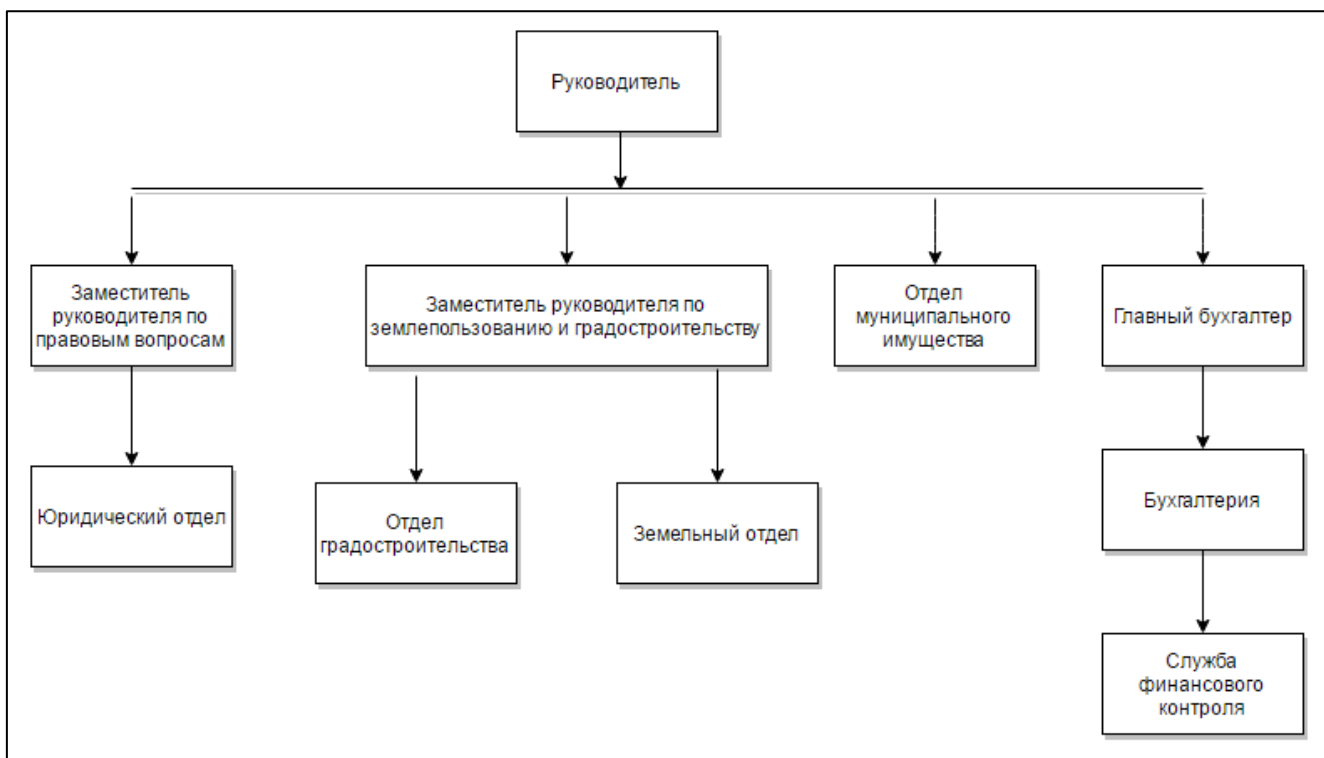 Руководитель
Заместитель
руководителя по
правовым вопросам
Заместитель руководителя по
землепользованию и градостроительству
Отдел
муниципального
имущества
Главный бухгалтер
Юридический отдел
Отдел
градостроительства
Земельный отдел
Бухгалтерия
Служба
финансового
контроля